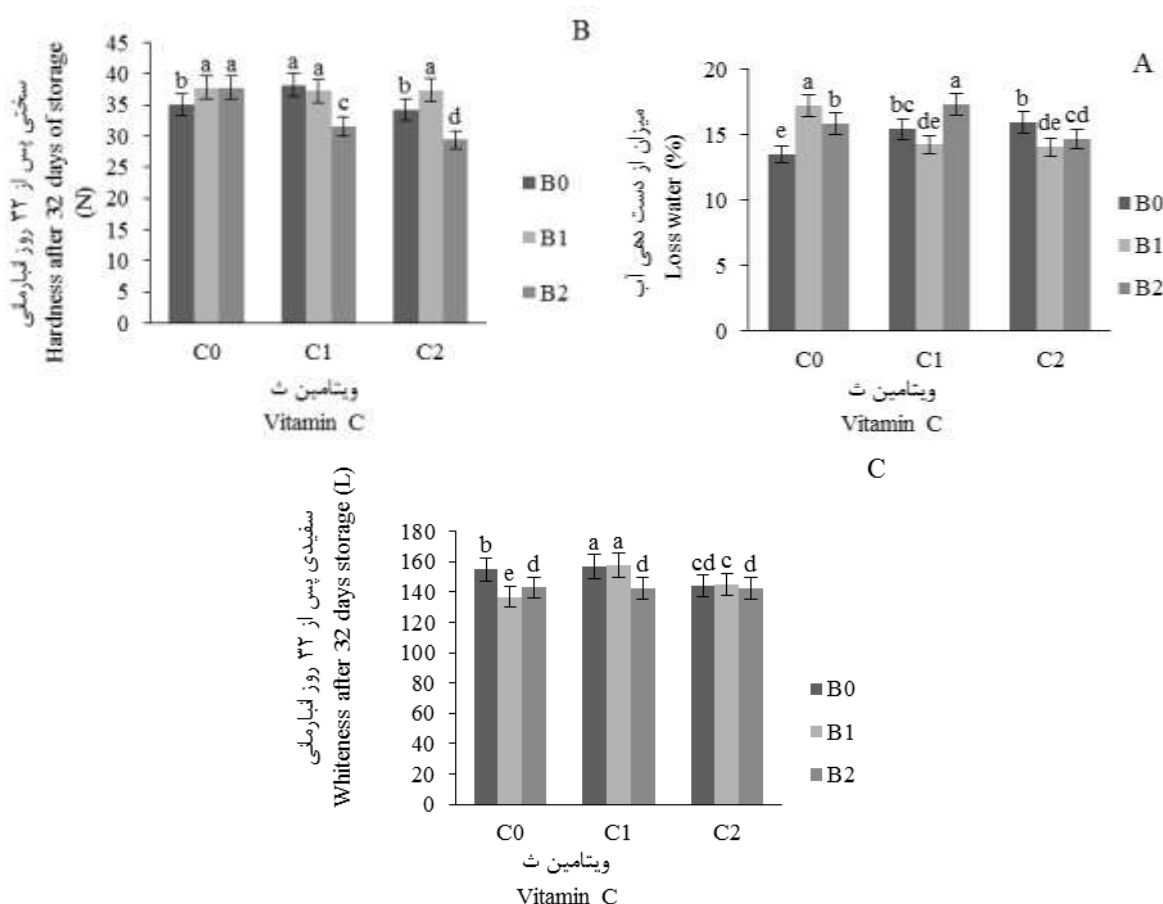 B
45
40
35
30
25
20
15
10
5
0
سختی پس از ۳۲ روز انبارمانی
Hardness after 32 days of storage
(N)
b a a a a c b a d
C0 C1 C2
ویتامین ث
Vitamin C
B0
B1
B2
A
20
15
10
5
0
میزان از دست دهی آب
Loss water (%)
e a b bc de a b de cd
C0 C1 C2
ویتامین ث
Vitamin C
B0
B1
B2
C
180
160
140
120
100
80
60
40
20
0
سفیدی پس از ۳۲ روز انبارمانی
Whiteness after 32 days storage (L)
b e d a a d cd c d
C0 C1 C2
ویتامین ث
Vitamin C
B0
B1
B2